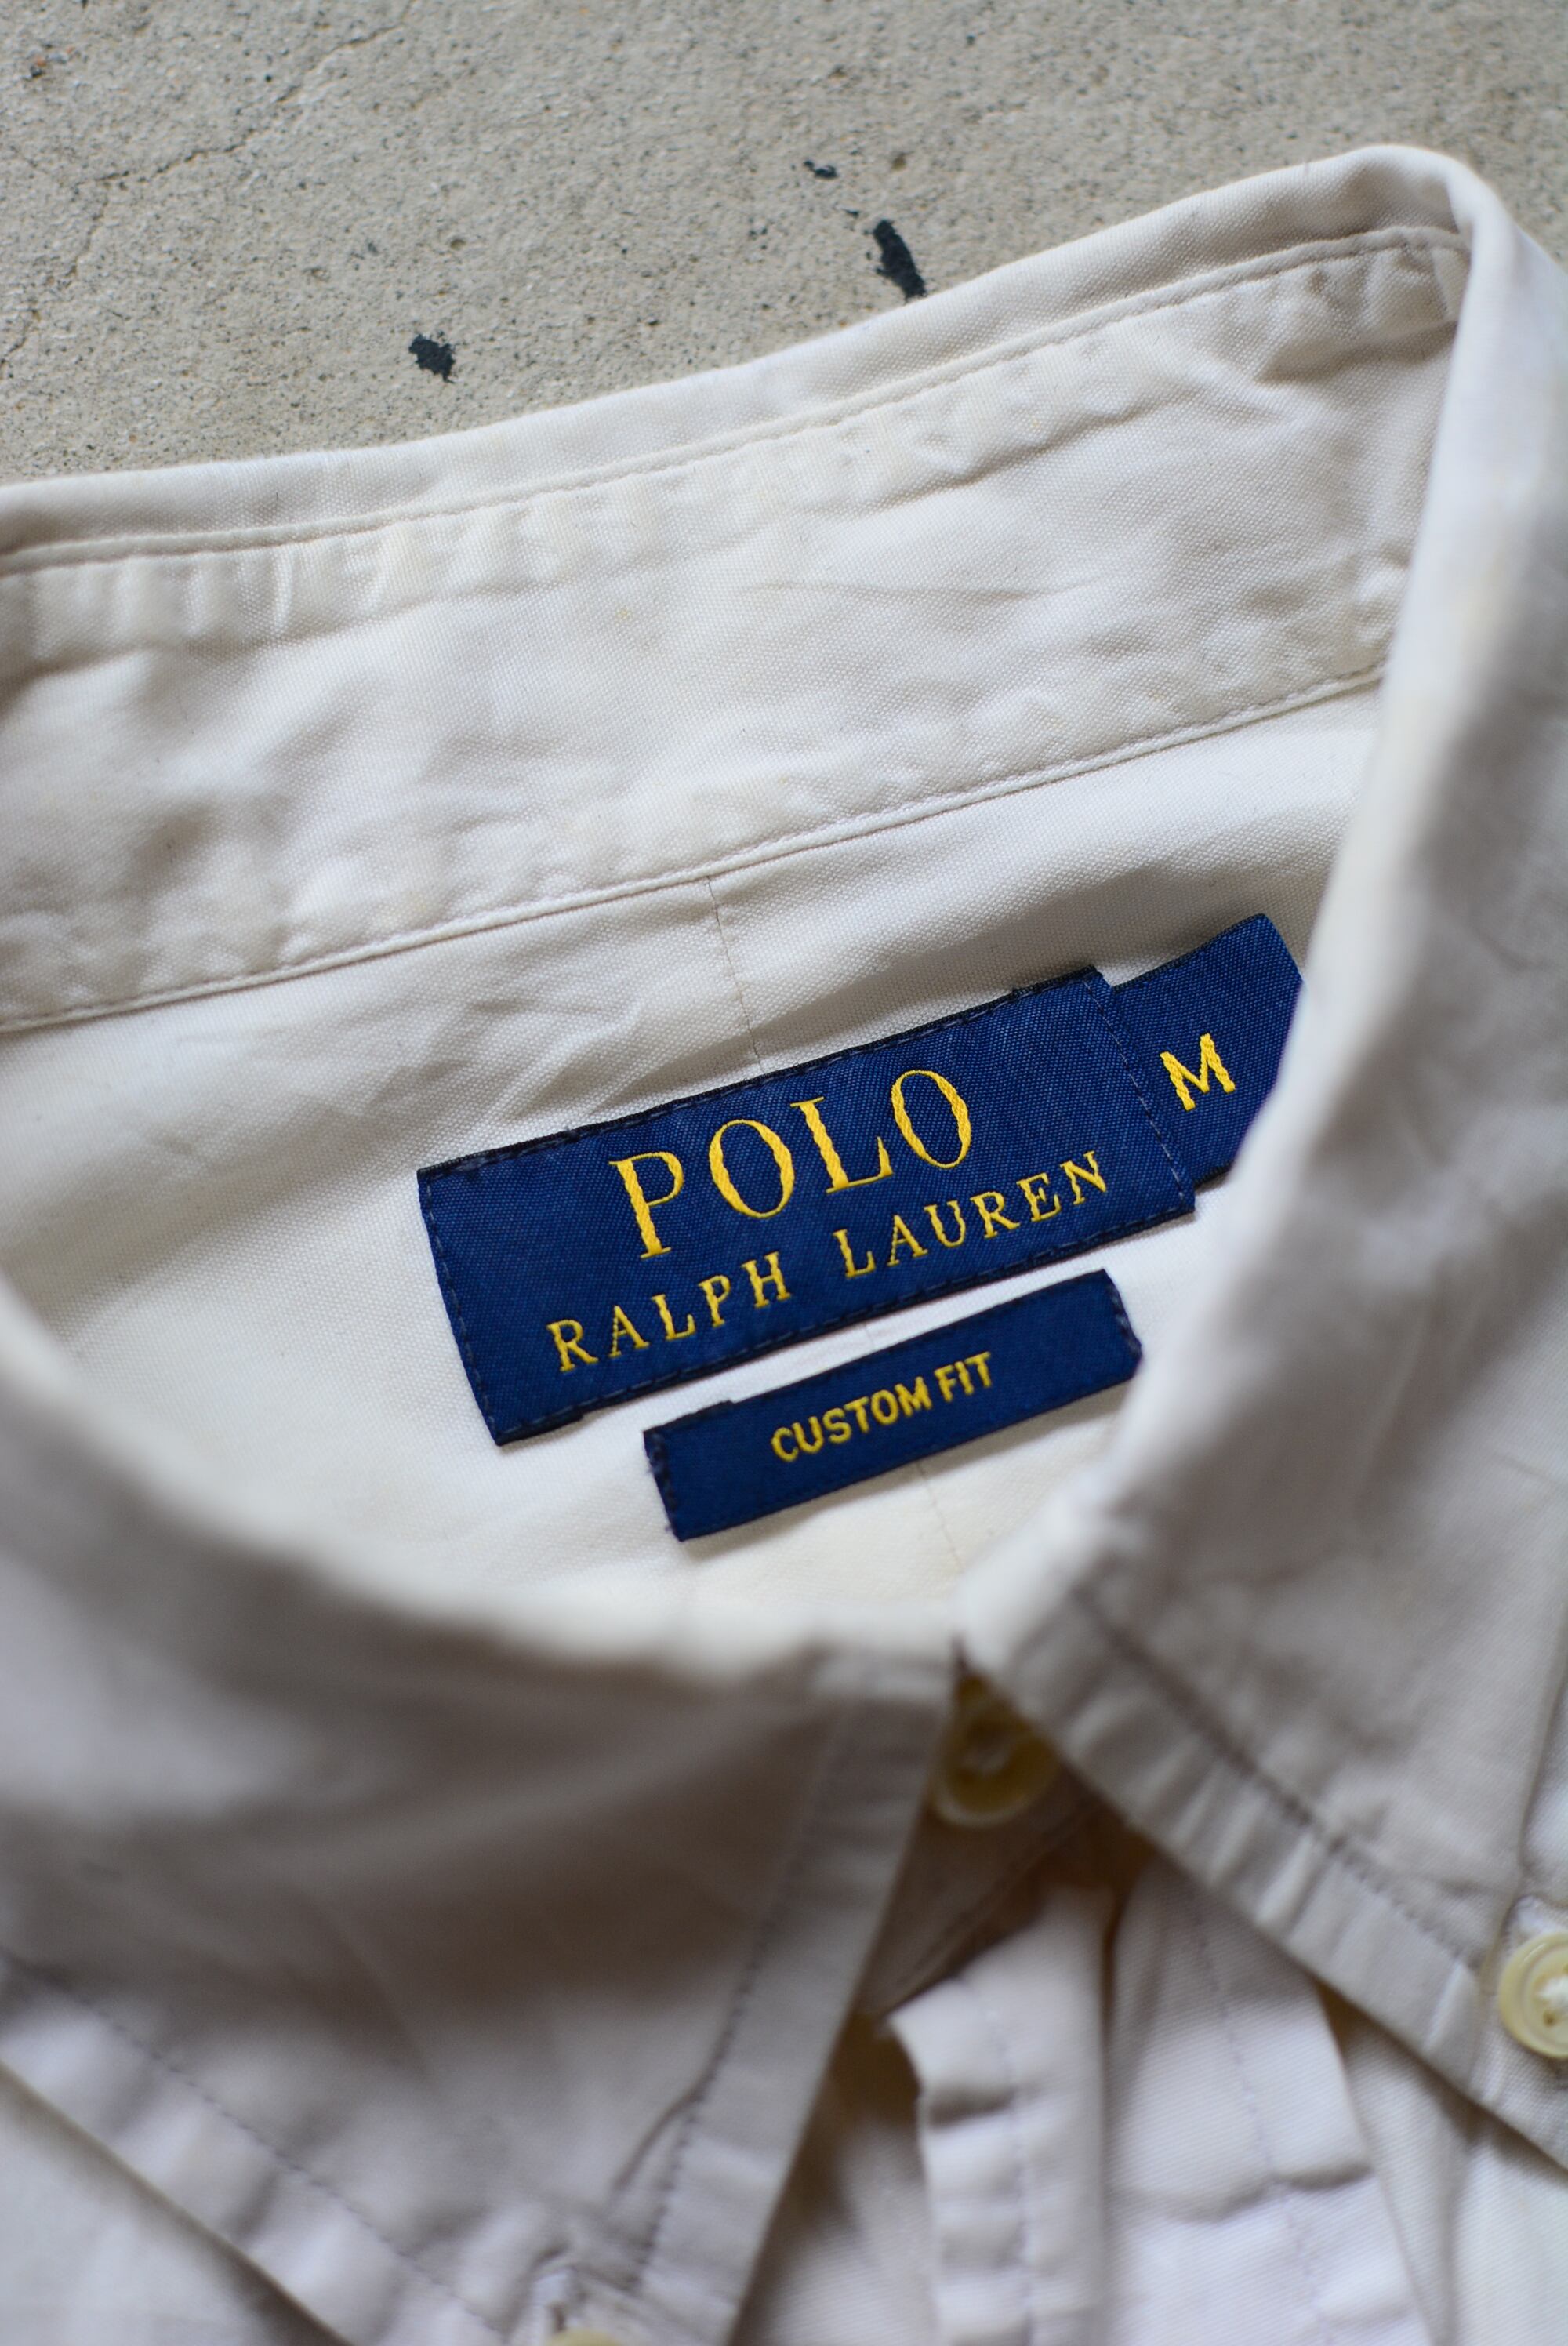 POLO
RALPH LAUREN
M
CUSTOM FIT